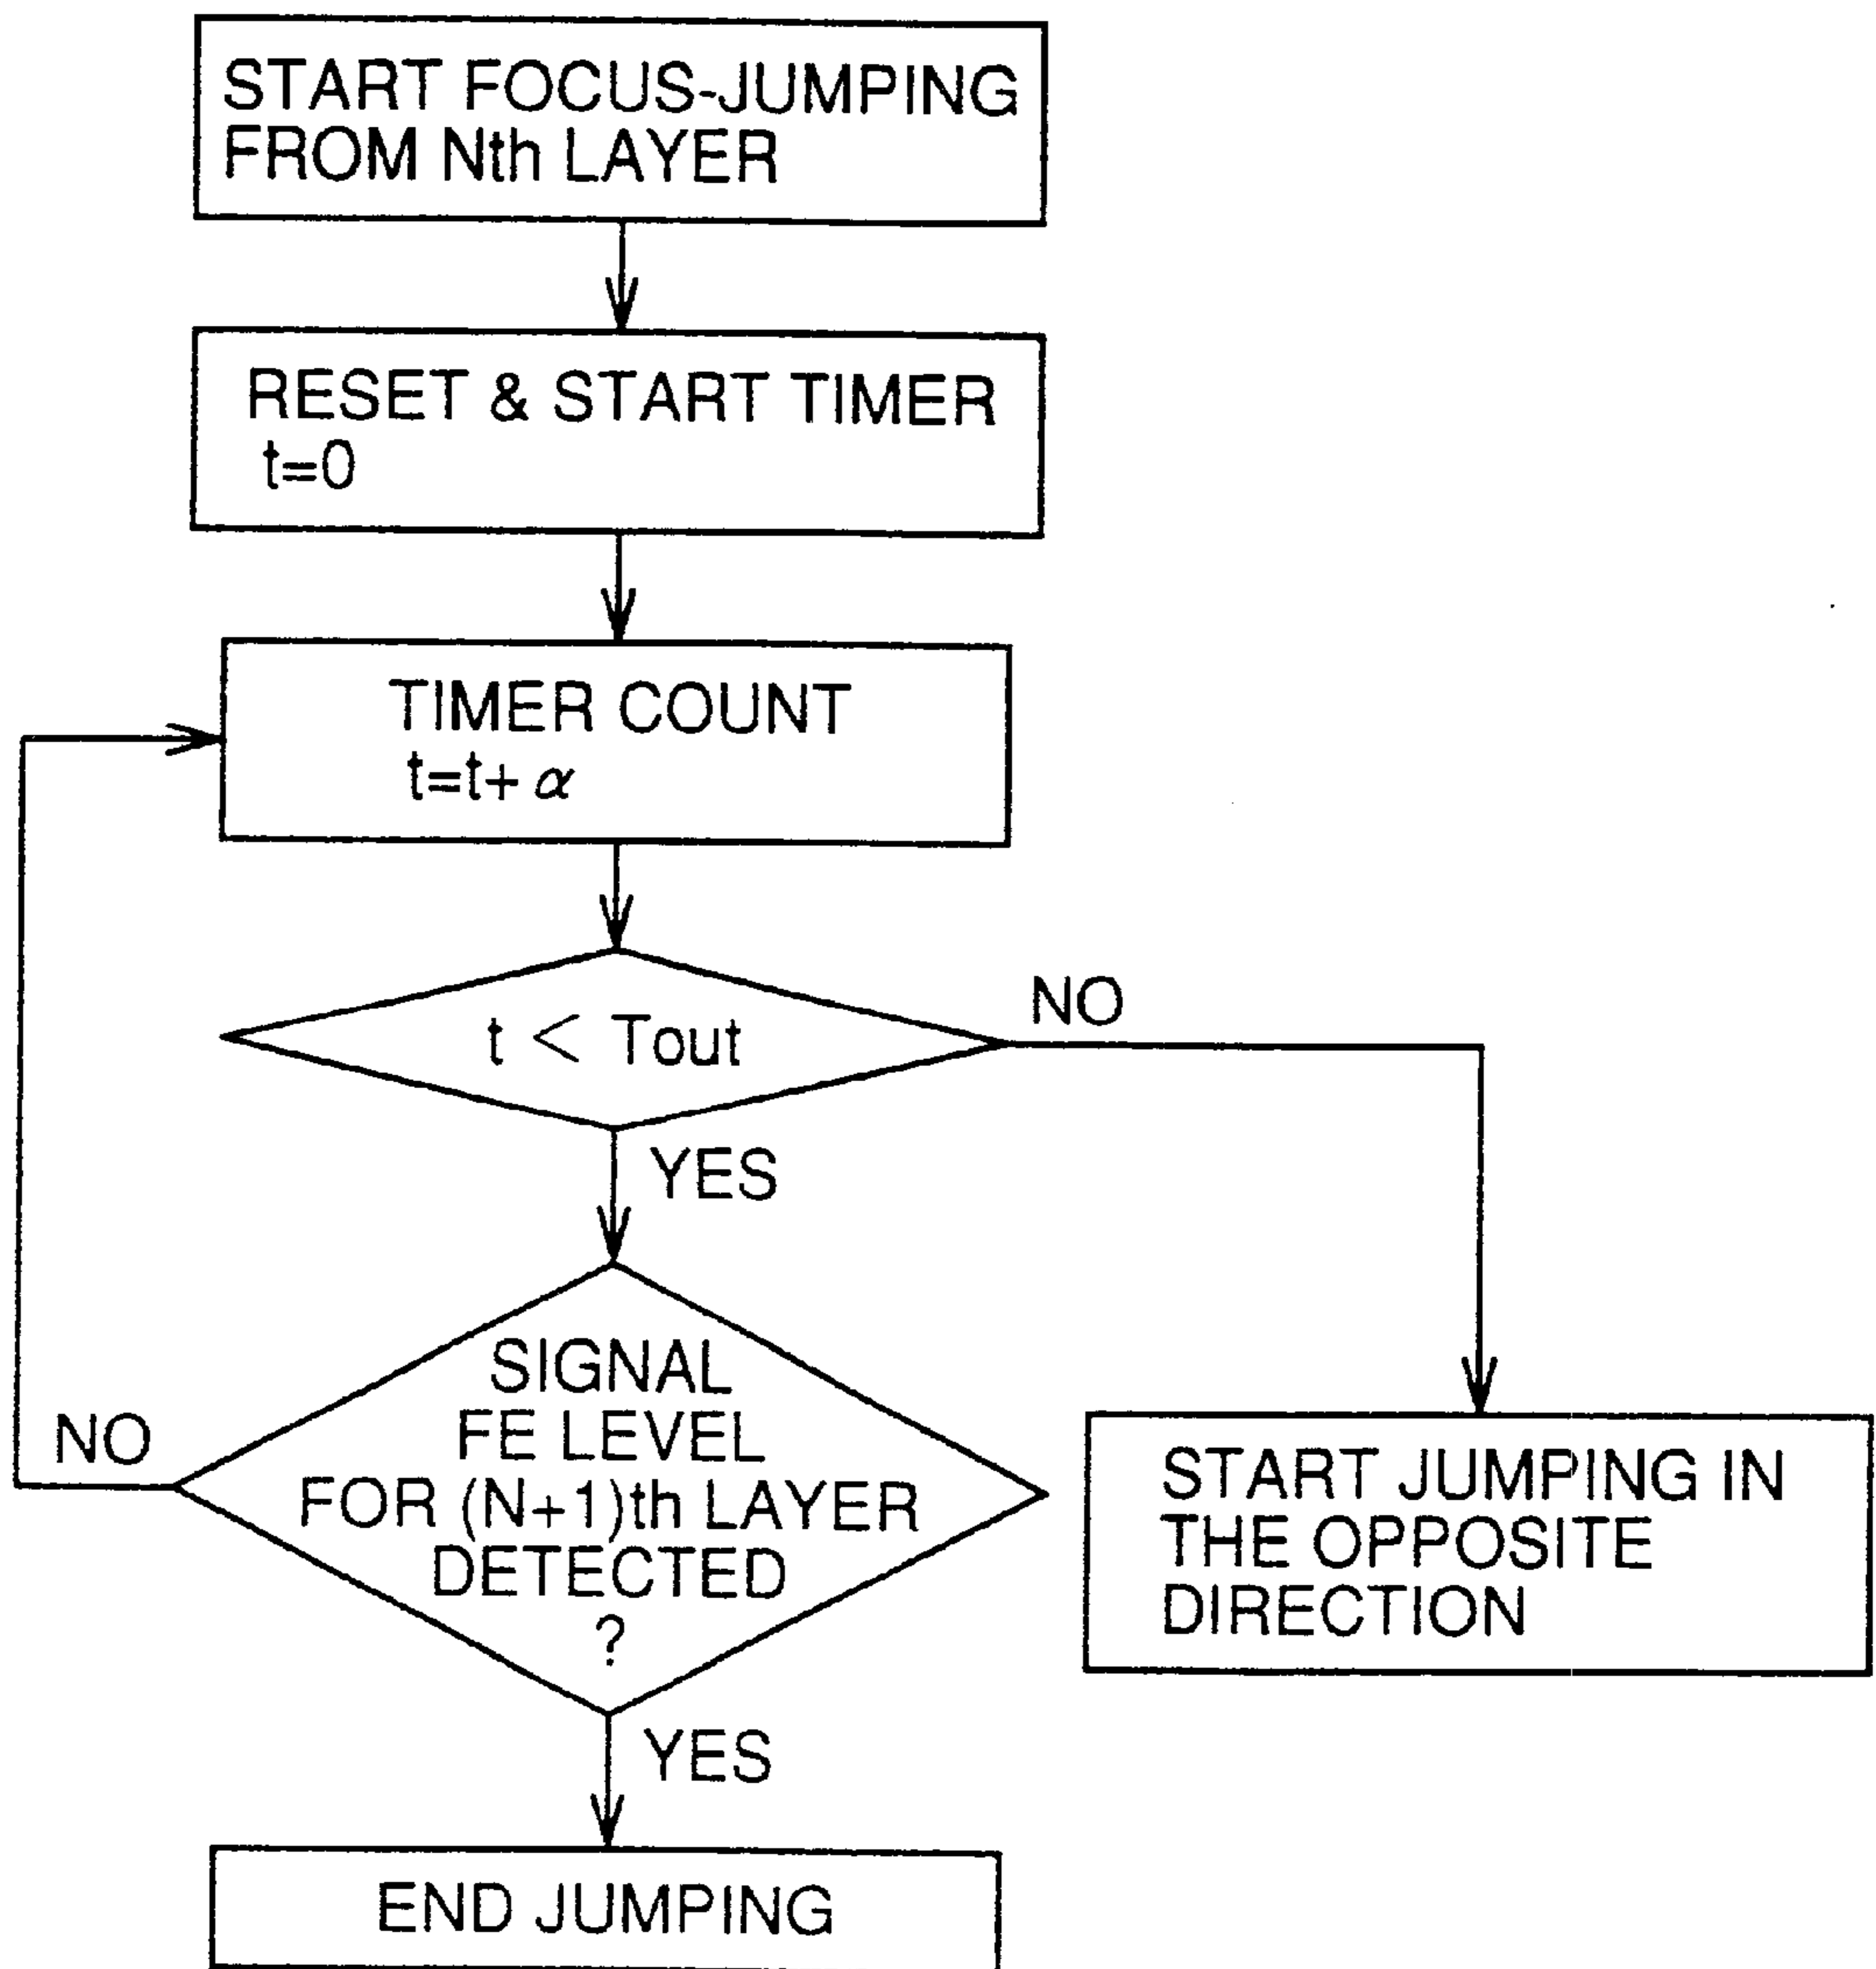 START FOCUS-JUMPING
FROM Nth LAYER
RESET & START TIMER
t=0
TIMER COUNT
t=t+ α
t < Tout
NO
YES
SIGNAL
FE LEVEL
FOR (N+1)th LAYER
DETECTED
?
NO
START JUMPING IN
THE OPPOSITE
DIRECTION
YES
END JUMPING